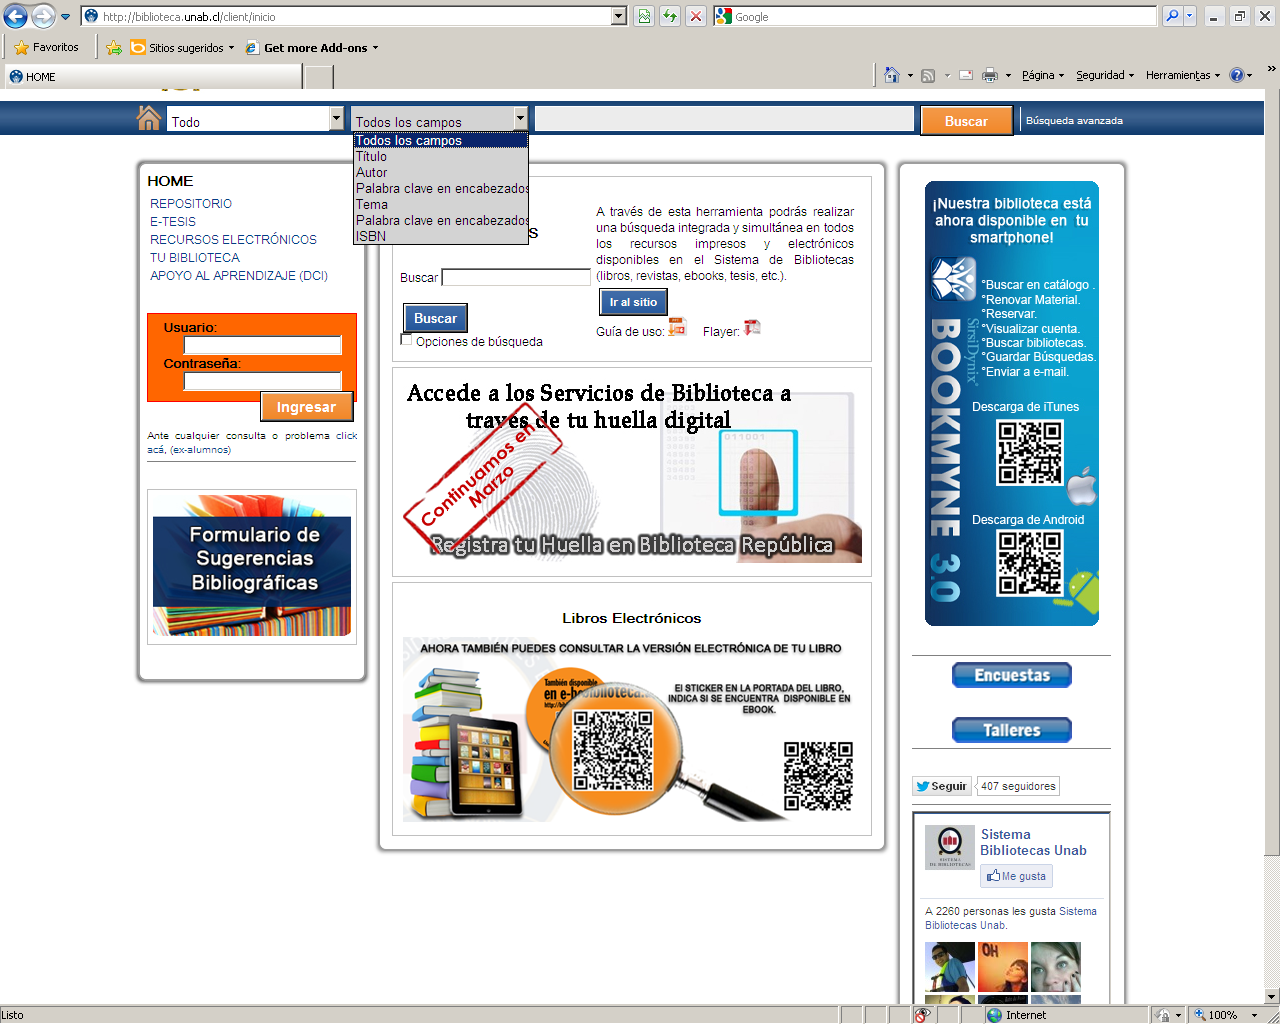 http://biblioteca.unab.cl/client/inicio
Google
Favoritos
Sitios sugeridos
Get more Add-ons
HOME
Página
Seguridad
Herramientas
»
Todo
Todos los campos
Buscar
Búsqueda avanzada
Todos los campos
Título
Autor
Palabra clave en encabezados
Tema
Palabra clave en encabezados
ISBN
HOME
REPOSITORIO
E-TESIS
RECURSOS ELECTRÓNICOS
TU BIBLIOTECA
APOYO AL APRENDIZAJE (DCI)
Usuario:
Contraseña:
Ingresar
Ante cualquier consulta o problema click
acá, (ex-alumnos)
Formulario de
Sugerencias
Bibliográficas
S
Buscar
Buscar
Opciones de búsqueda
A través de esta herramienta podrás realizar
una búsqueda integrada y simultánea en todos
los recursos impresos y electrónicos
disponibles en el Sistema de Bibliotecas
(libros, revistas, ebooks, tesis, etc.).
Ir al sitio
Guía de uso:
Flayer:
Accede a los Servicios de Biblioteca a
través de tu huella digital
011001
Continuamos en
Marzo
Registra tu Huella en Biblioteca República
Libros Electrónicos
AHORA TAMBIÉN PUEDES CONSULTAR LA VERSIÓN ELECTRÓNICA DE TU LIBRO
También disponible
en e-b
El STICKER EN LA PORTADA DEL LIBRO,
INDICA SI SE ENCUENTRA DISPONIBLE EN
EBOOK.
¡Nuestra biblioteca está
ahora disponible en tu
smartphone!
°Buscar en catálogo .
°Renovar Material.
°Reservar.
°Visualizar cuenta.
°Buscar bibliotecas.
°Guardar Búsquedas.
°Enviar a e-mail.
SirsiDynix
BOOKMYNE 3.0
Descarga de iTunes
Descarga de Android
Encuestas
Talleres
Seguir
407 seguidores
SISTEMA
DE BIBLIOTECAS
Sistema
Bibliotecas Unab
Me gusta
A 2260 personas les gusta Sistema
Bibliotecas Unab.
OH
Listo
Internet
100%